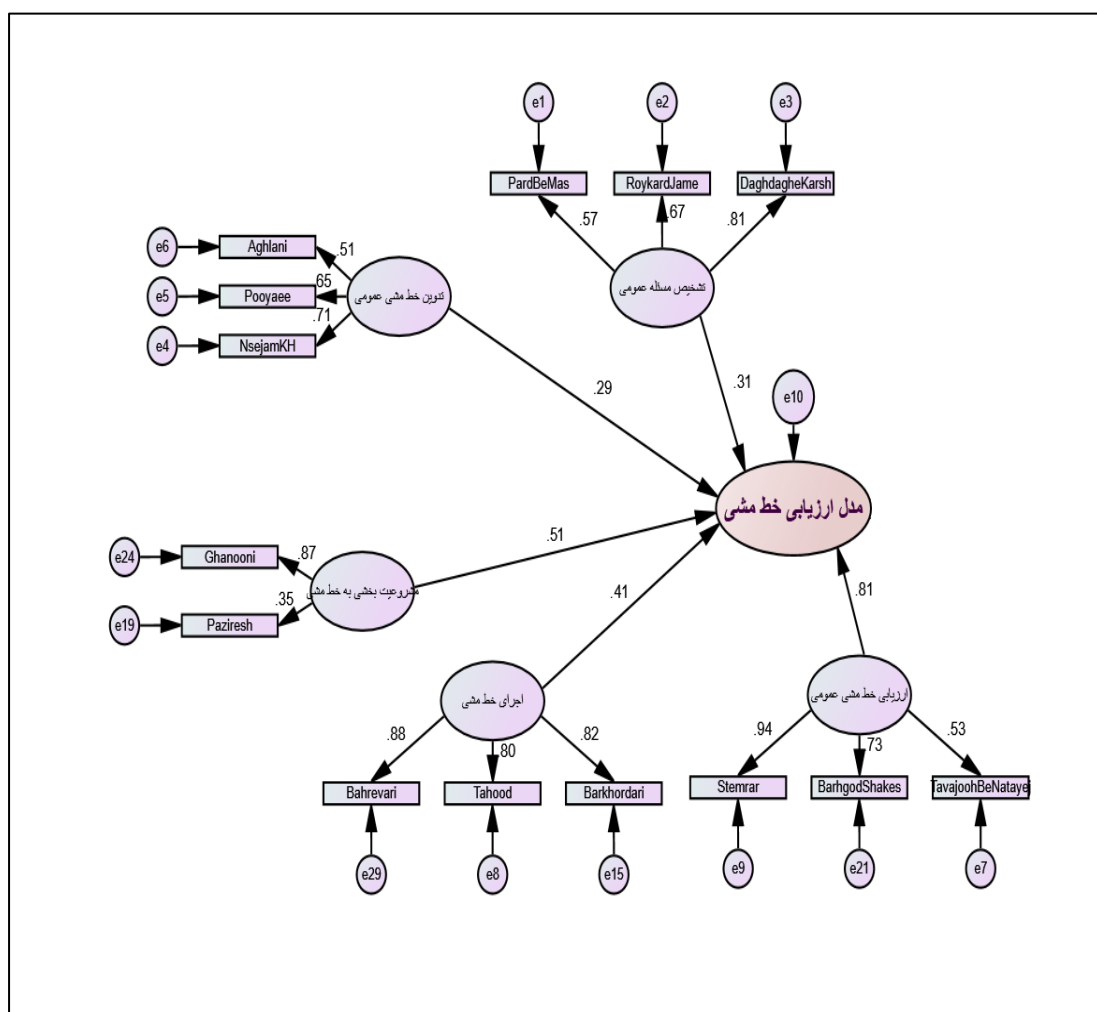 e1
e2
e3
PardBeMas
RoykardJame
DaghdagheKarsh
.57
.67
.81
تشخیص مسئله عمومی
e6
Aghlani
.51
e5
Pooyaee
.65
e4
NsejamKH
.71
تدوین خط مشی عمومی
.29
.31
e10
مدل ارزیابی خط مشی
e24
Ghanooni
.87
e19
Paziresh
.35
مشروعیت بخشی به خط مشی
.51
.41
.81
اجرای خط مشی
.88
.80
.82
Bahrevari
Tahood
Barkhordari
e29
e8
e15
ارزیابی خط مشی عمومی
.94
.73
.53
Stemrar
BarhgodShakes
TavajoohBeNatayej
e9
e21
e7